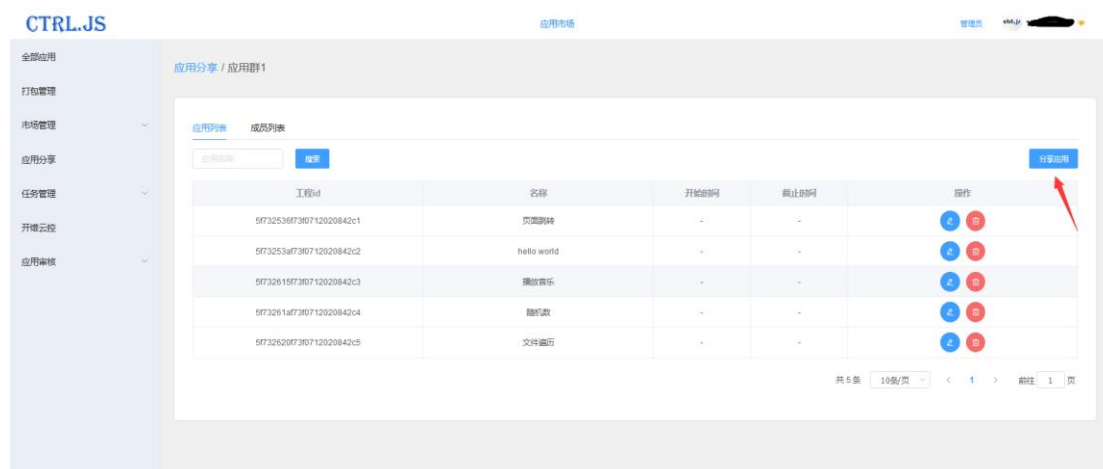 CTRL.JS 应用市场 管理员
全部应用
应用分享 / 应用群1
打包管理
市场管理
应用列表 成员列表
应用分享
应用名称 搜索 分享应用
任务管理
工程id 名称 开始时间 截止时间 操作
5f732536f73f0712020842c1 页面跳转 - -
开维云控
5f73253af73f0712020842c2 hello world - -
应用审核
5f732615f73f0712020842c3 播放音乐 - -
5f73261af73f0712020842c4 随机数 - -
5f732620f73f0712020842c5 文件遍历 - -
共 5 条 10条/页 < 1 > 前往 1 页